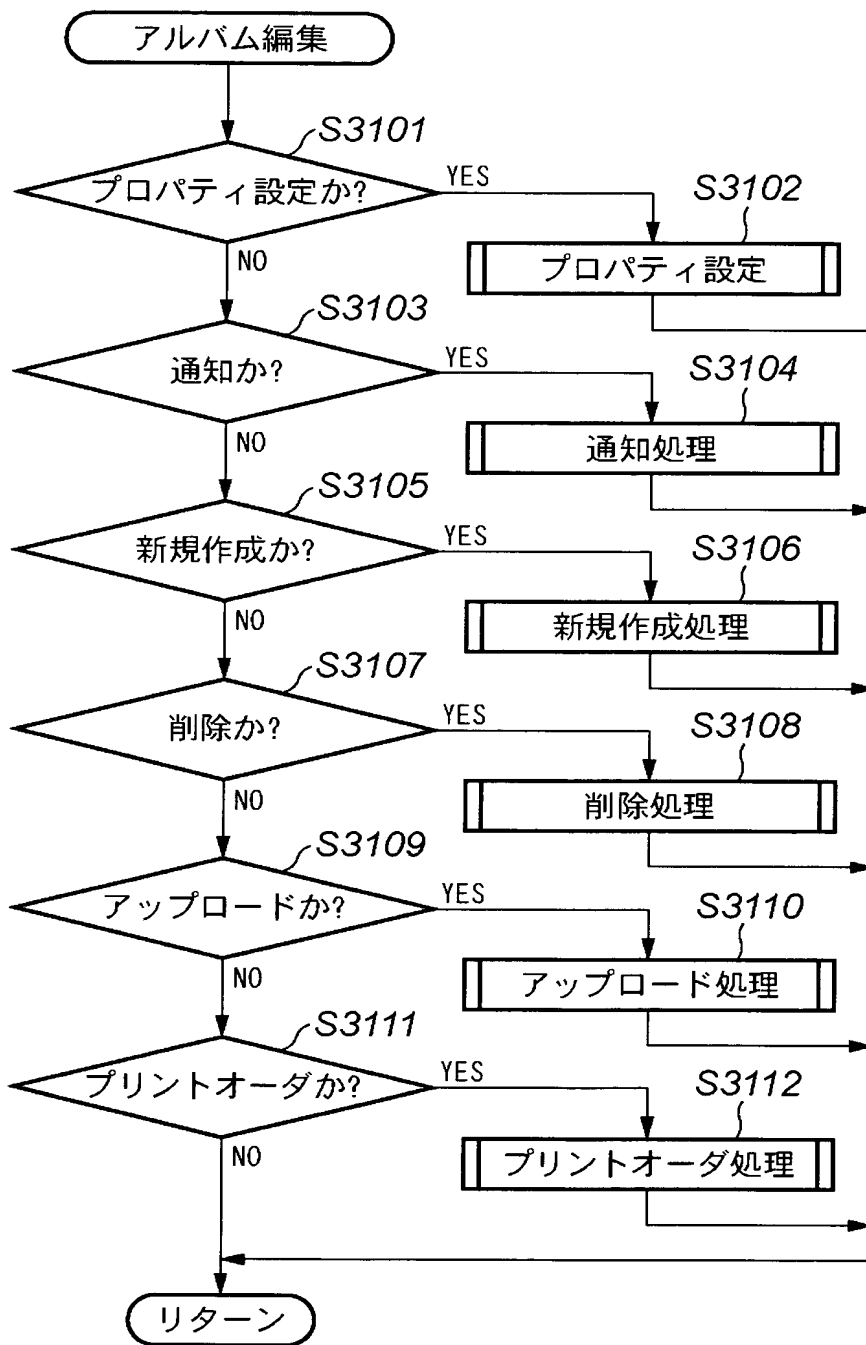 アルバム編集
S3101
プロパティ設定か?
YES
S3102
プロパティ設定
NO
S3103
通知か?
YES
S3104
通知処理
NO
S3105
新規作成か?
YES
S3106
新規作成処理
NO
S3107
削除か?
YES
S3108
削除処理
NO
S3109
アップロードか?
YES
S3110
アップロード処理
NO
S3111
プリントオーダか?
YES
S3112
プリントオーダ処理
NO
リターン